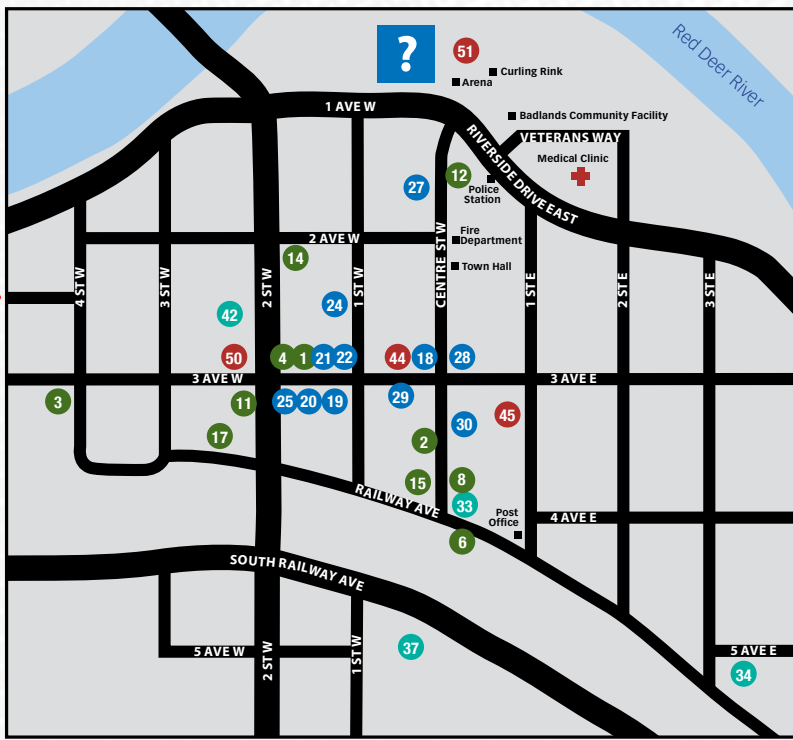 ?
51
Curling Rink
Arena
Red Deer River
1 AVE W
Badlands Community Facility
VETERANS WAY
RIVERSIDE DRIVE EAST
Medical Clinic
12
27
Police
Station
2 AVE W
Fire
Department
Town Hall
14
4 ST W
3 ST W
2 ST W
1 ST W
CENTRE ST W
1 ST E
2 ST E
3 ST E
42
24
50
4
1
21
22
44
18
28
3 AVE W
3 AVE E
3
11
25
20
19
29
45
30
17
2
15
8
RAILWAY AVE
33
Post
Office
4 AVE E
6
SOUTH RAILWAY AVE
5 AVE W
2 ST W
1 ST W
37
5 AVE E
34